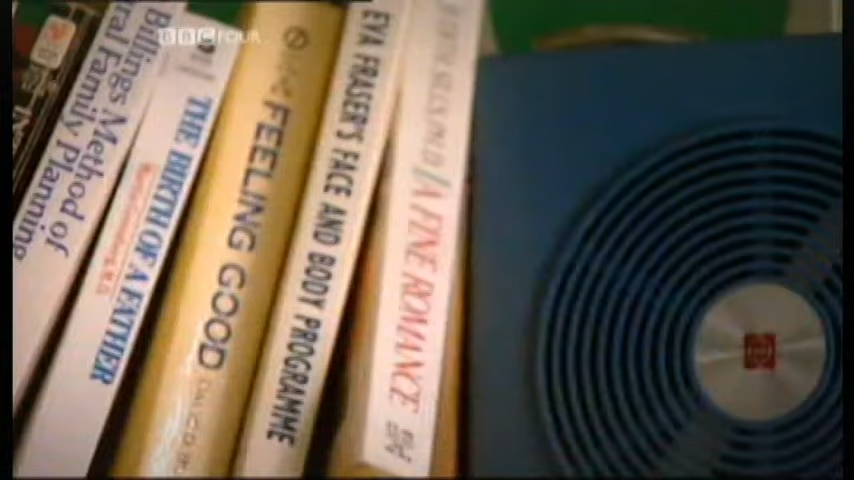 BBC FOUR
Billings Method of
ral Family Planning
THE BIRTH OF A FATHER
FEELING GOOD
EVA FRASER'S FACE AND BODY PROGRAMME
A FINE ROMANCE